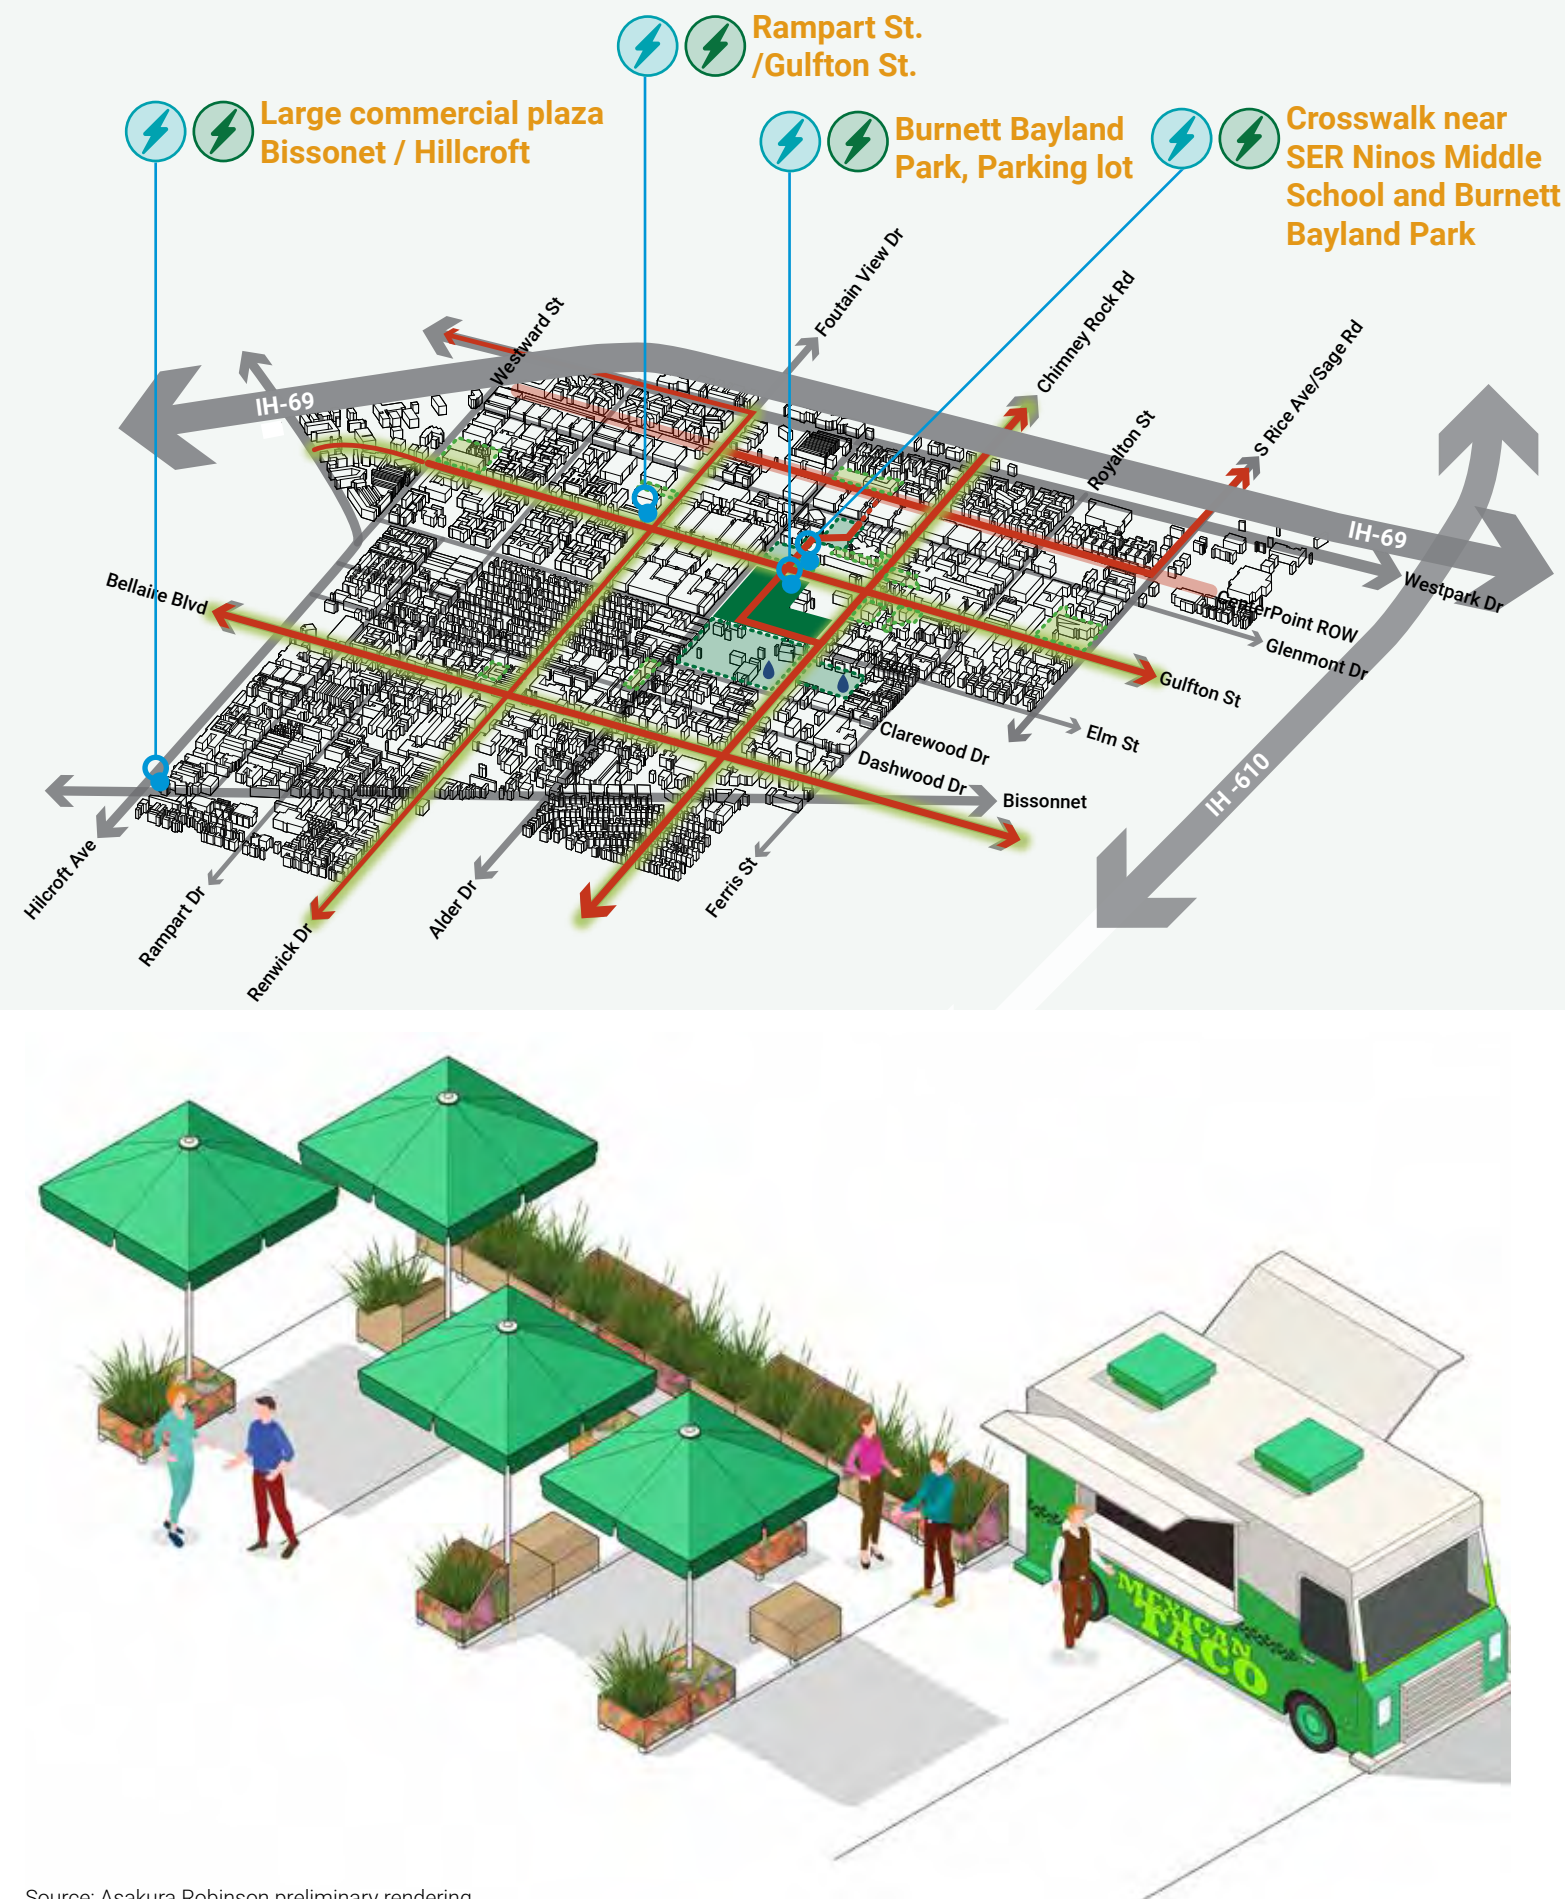 Rampart St.
/Gulfton St.
Large commercial plaza
Bissonet / Hillcroft
Burnett Bayland
Park, Parking lot
Crosswalk near
SER Ninos Middle
School and Burnett
Bayland Park
Foutain View Dr
Chimney Rock Rd
Westward St
S Rice Ave/Sage Rd
IH-69
Royalton St
IH-69
Westpark Dr
Bellaire Blvd
CenterPoint ROW
Glenmont Dr
Gulfton St
Elm St
Clarewood Dr
Dashwood Dr
IH -610
Bissonnet
Hilcroft Ave
Rampart Dr
Renwick Dr
Alder Dr
Ferris St
MEXICAN
TACO
Source: Asakura Robinson preliminary rendering